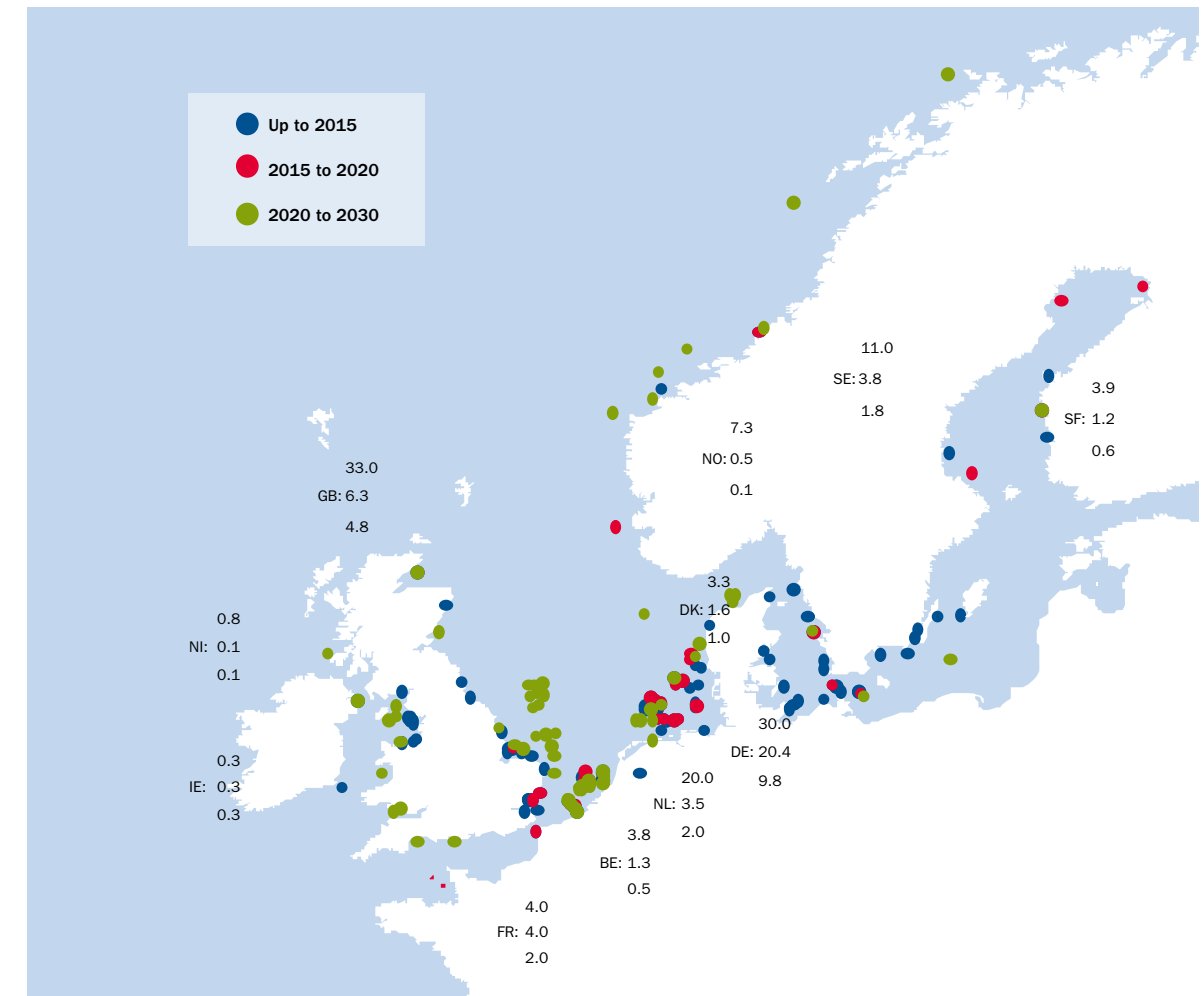 Up to 2015
2015 to 2020
2020 to 2030
11.0
SE: 3.8
1.8
3.9
SF: 1.2
0.6
7.3
NO: 0.5
0.1
33.0
GB: 6.3
4.8
3.3
DK: 1.6
1.0
0.8
NI: 0.1
0.1
30.0
DE: 20.4
9.8
0.3
IE: 0.3
0.3
20.0
NL: 3.5
2.0
3.8
BE: 1.3
0.5
4.0
FR: 4.0
2.0